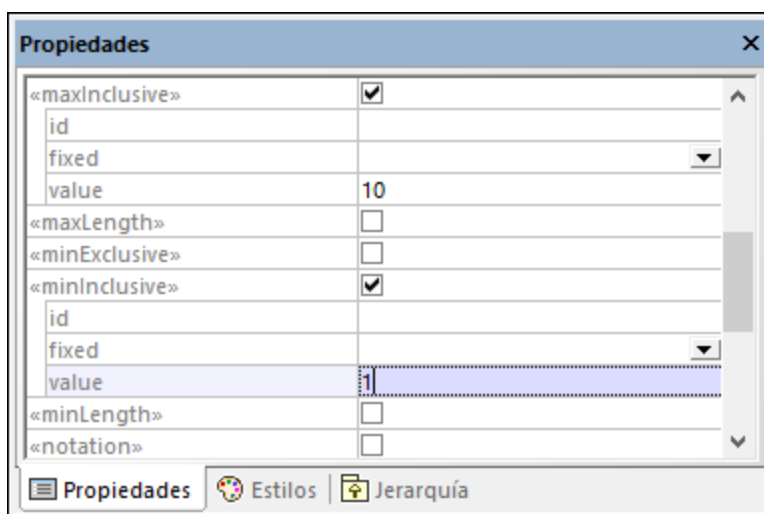 Propiedades
«maxInclusive»
id
fixed
value 10
«maxLength»
«minExclusive»
«minInclusive»
id
fixed
value 1
«minLength»
«notation»
Propiedades Estilos Jerarquía